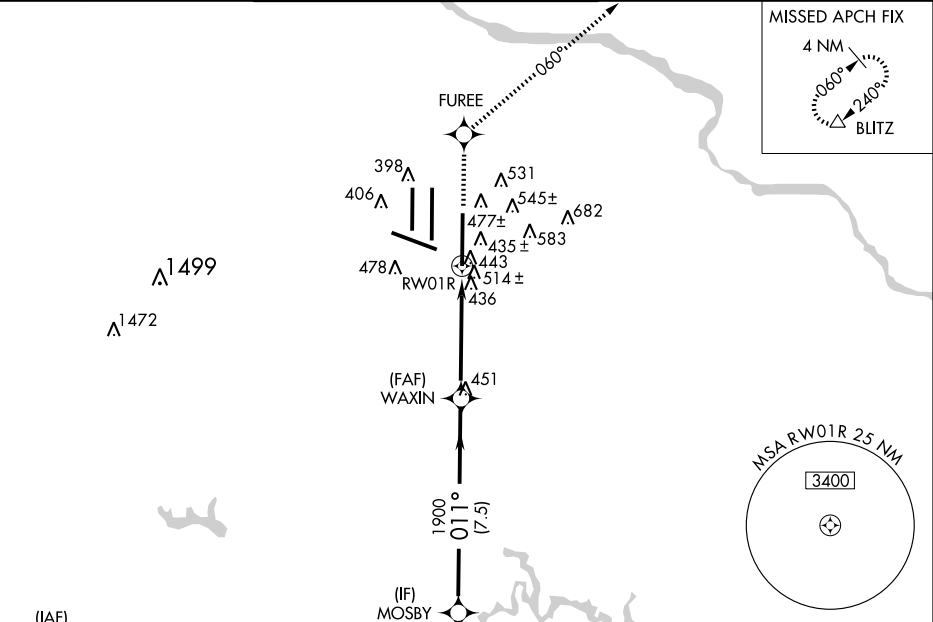 MISSED APCH FIX
4 NM
060°
240°
BLITZ
060°
FUREE
398
531
406
545±
682
477±
583
435±
443
1499
478
RW01R
514±
436
1472
(FAF)
451
WAXIN
MSA RW01R 25 NM
3400
1900
011°
(7.5)
(IF)
MOSBY
(IAF)